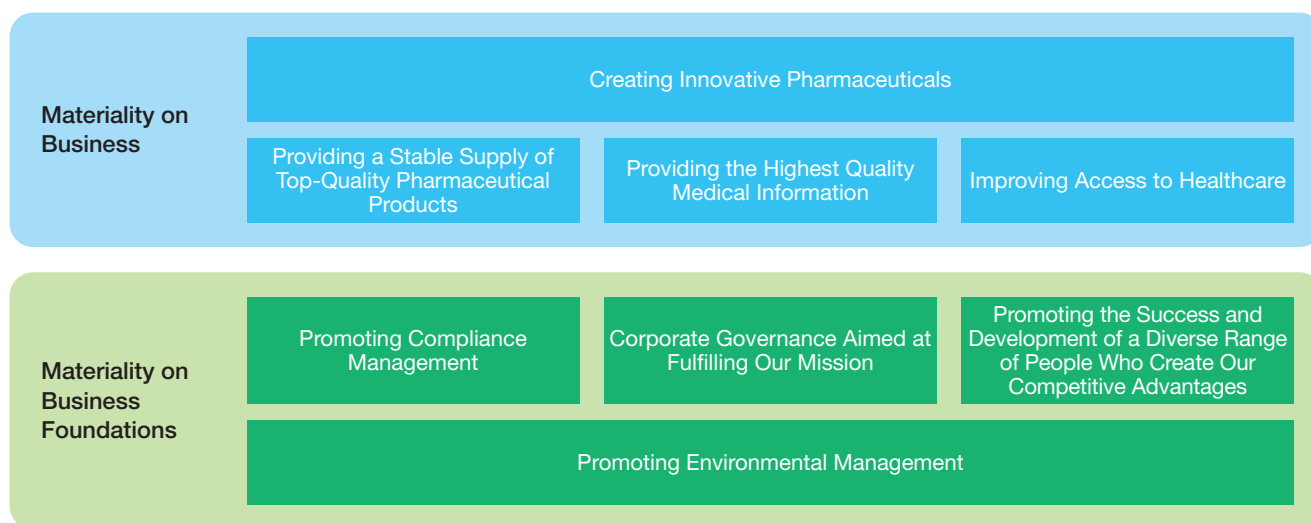 Materiality on
Business
Creating Innovative Pharmaceuticals
Providing a Stable Supply of
Top-Quality Pharmaceutical
Products
Providing the Highest Quality
Medical Information
Improving Access to Healthcare
Materiality on
Business
Foundations
Promoting Compliance
Management
Corporate Governance Aimed at
Fulfilling Our Mission
Promoting the Success and
Development of a Diverse Range
of People Who Create Our
Competitive Advantages
Promoting Environmental Management